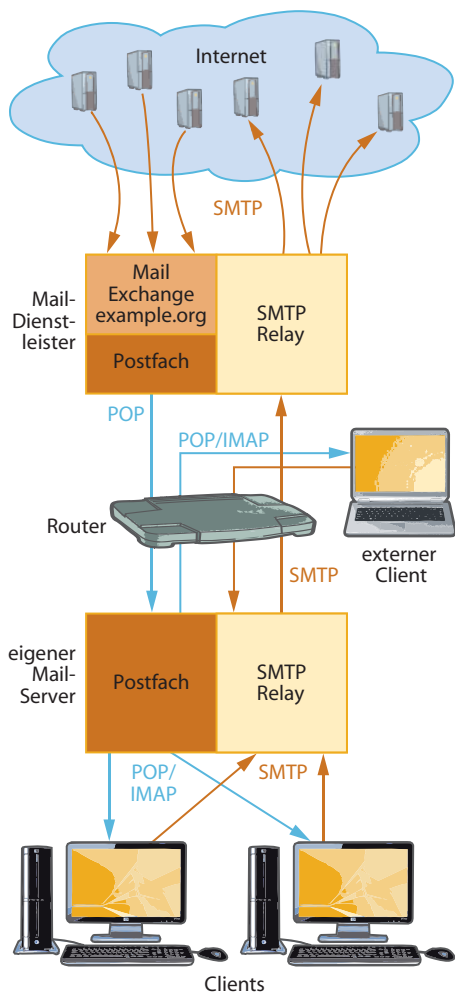 Internet
SMTP
Mail-
Dienst-
leister
Mail
Exchange
example.org
Postfach
SMTP
Relay
POP
POP/IMAP
Router
externer
Client
SMTP
eigener
Mail-
Server
Postfach
SMTP
Relay
POP/
IMAP
SMTP
Clients